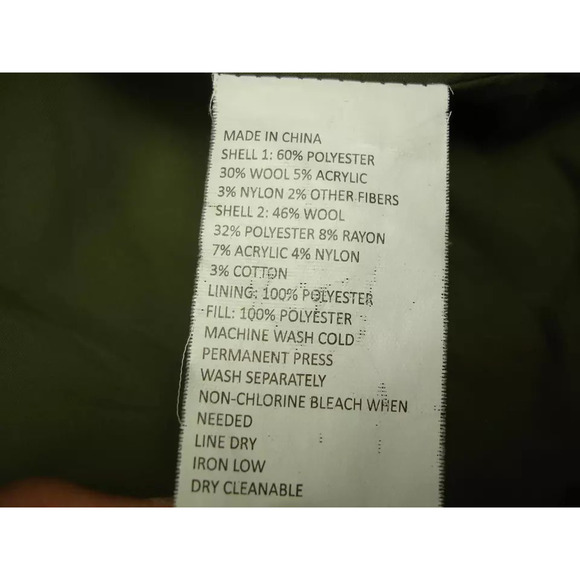 MADE IN CHINA
SHELL 1: 60% POLYESTER
30% WOOL 5% ACRYLIC
3% NYLON 2% OTHER FIBERS
SHELL 2: 46% WOOL
32% POLYESTER 8% RAYON
7% ACRYLIC 4% NYLON
3% COTTON
LINING: 100% POLYESTER
FILL: 100% POLYESTER
MACHINE WASH COLD
PERMANENT PRESS
WASH SEPARATELY
NON-CHLORINE BLEACH WHEN
NEEDED
LINE DRY
IRON LOW
DRY CLEANABLE